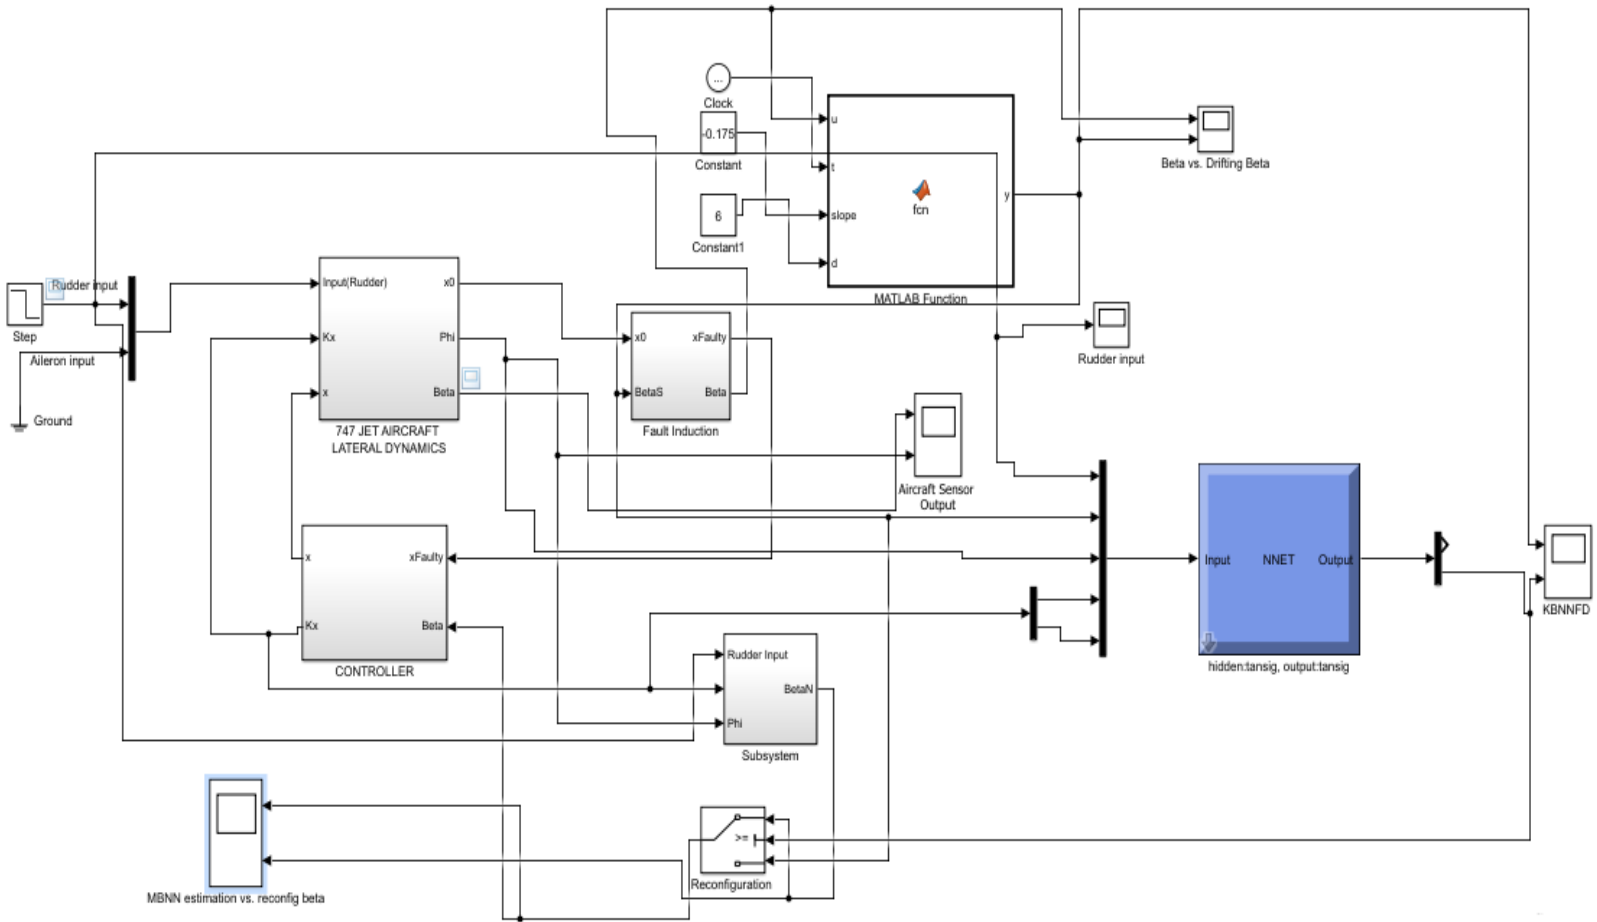 ...
Clock
-0.175
Constant
6
Constant1
u
t
slope
d
fcn
y
MATLAB Function
Beta vs. Drifting Beta
Rudder input
Step
Aileron input
Ground
Input(Rudder)
Kx
x
x0
Phi
Beta
747 JET AIRCRAFT
LATERAL DYNAMICS
x0
BetaS
xFaulty
Beta
Fault Induction
Rudder input
Aircraft Sensor
Output
x
Kx
xFaulty
Beta
CONTROLLER
Input
NNET
Output
hidden:tansig, output:tansig
KBNNFD
Rudder Input
BetaN
Phi
Subsystem
>=
Reconfiguration
MBNN estimation vs. reconfig beta